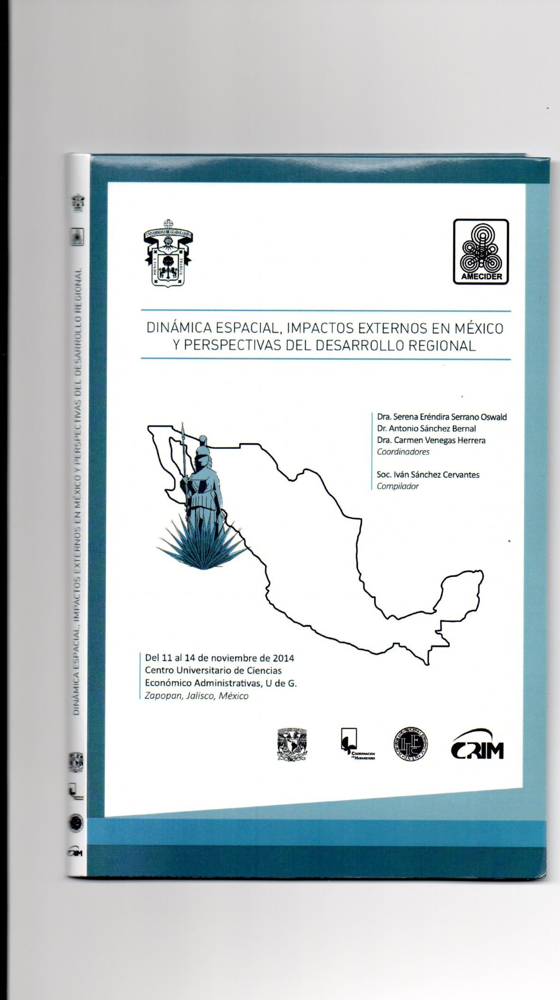 UNIVERSIDAD DE GUADALAJARA
PIENSA Y
TRABAJA
AMECIDER
DINÁMICA ESPACIAL, IMPACTOS EXTERNOS EN MÉXICO
Y PERSPECTIVAS DEL DESARROLLO REGIONAL
Dra. Serena Eréndira Serrano Oswald
Dr. Antonio Sánchez Bernal
Dra. Carmen Venegas Herrera
Coordinadores
Soc. Iván Sánchez Cervantes
Compilador
Del 11 al 14 de noviembre de 2014
Centro Universitario de Ciencias
Económico Administrativas, U de G.
Zapopan, Jalisco, México
COORDINACIÓN
DE HUMANIDADES
CRIM
DINÁMICA ESPACIAL, IMPACTOS EXTERNOS EN MÉXICO Y PERSPECTIVAS DEL DESARROLLO REGIONAL
CRIM